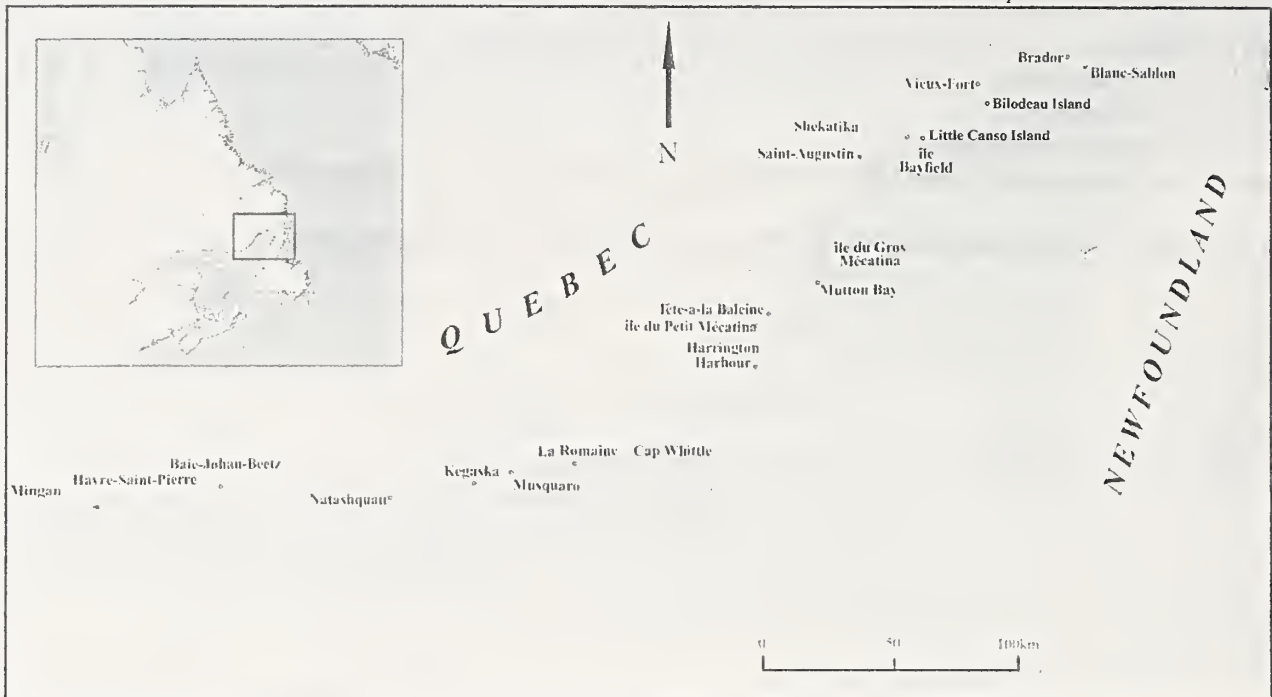 Brador
Blanc-Sablon
Vieux-Fort
Bilodeau Island
Shekatika
Little Canso Island
Saint-Augustin
île
Bayfield
N
QUEBEC
NEWFOUNDLAND
île du Gros
Mécatina
Mutton Bay
Tête-a-la Baleine
île du Petit Mécatina
Harrington
Harbour
La Romaine
Cap Whittle
Baie-Johan-Beetz
Kegaska
Havre-Saint-Pierre
Musquaro
Mingan
Natashquan
0
50
100km